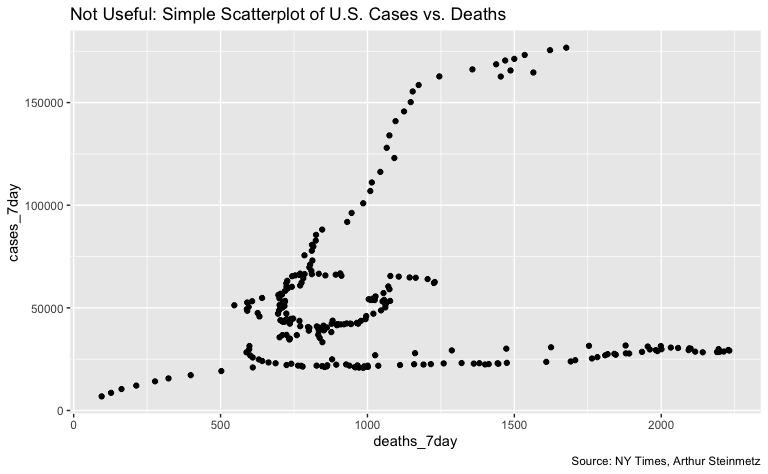 Not Useful: Simple Scatterplot of U.S. Cases vs. Deaths
cases_7day
150000
100000
50000
0
0 500 1000 1500 2000
deaths_7day
Source: NY Times, Arthur Steinmetz